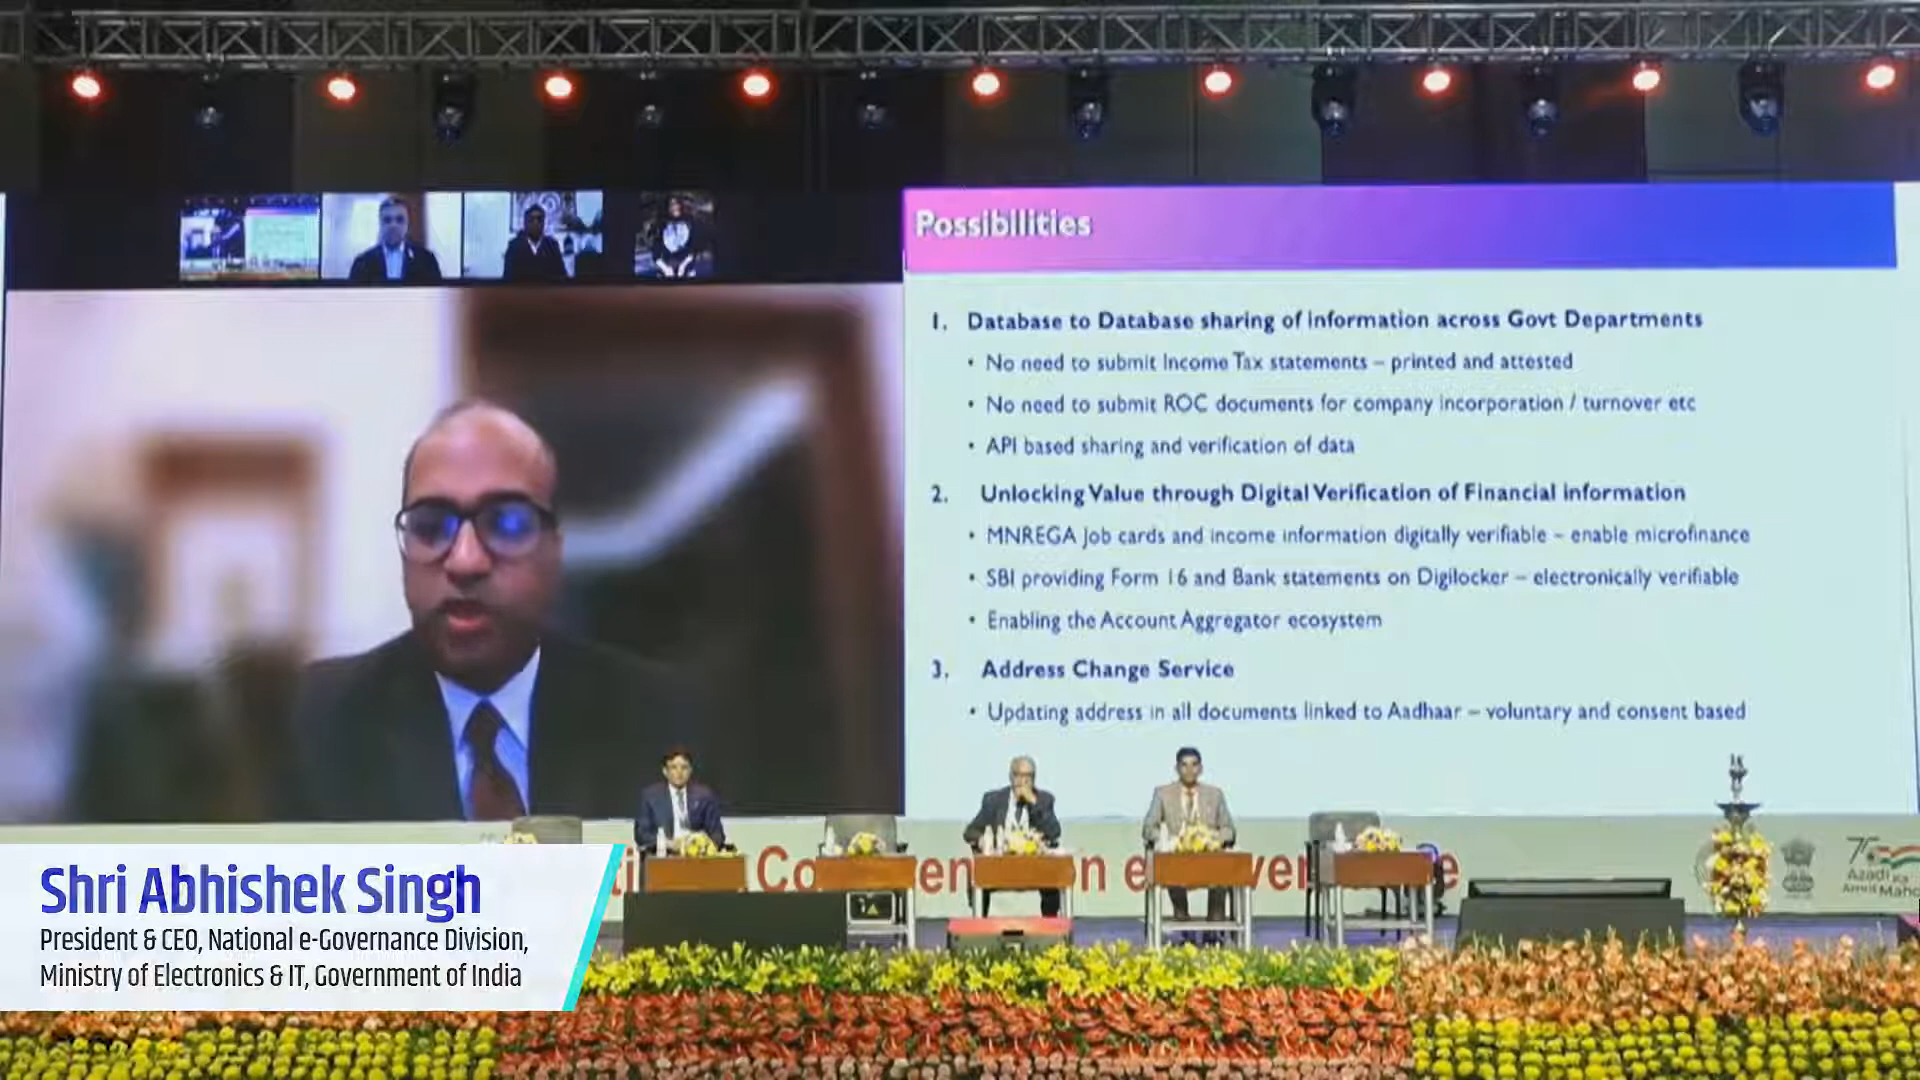 Possibilities
1. Database to Database sharing of information across Govt Departments
• No need to submit Income Tax statements – printed and attested
• No need to submit ROC documents for company incorporation / turnover etc
• API based sharing and verification of data
2. Unlocking Value through Digital Verification of Financial information
• MNREGA Job cards and income information digitally verifiable – enable microfinance
• SBI providing Form 16 and Bank statements on Digilocker – electronically verifiable
• Enabling the Account Aggregator ecosystem
3. Address Change Service
• Updating address in all documents linked to Aadhaar – voluntary and consent based
Shri Abhishek Singh
President & CEO, National e-Governance Division,
Ministry of Electronics & IT, Government of India
Azadi Ka
Amrit Maho